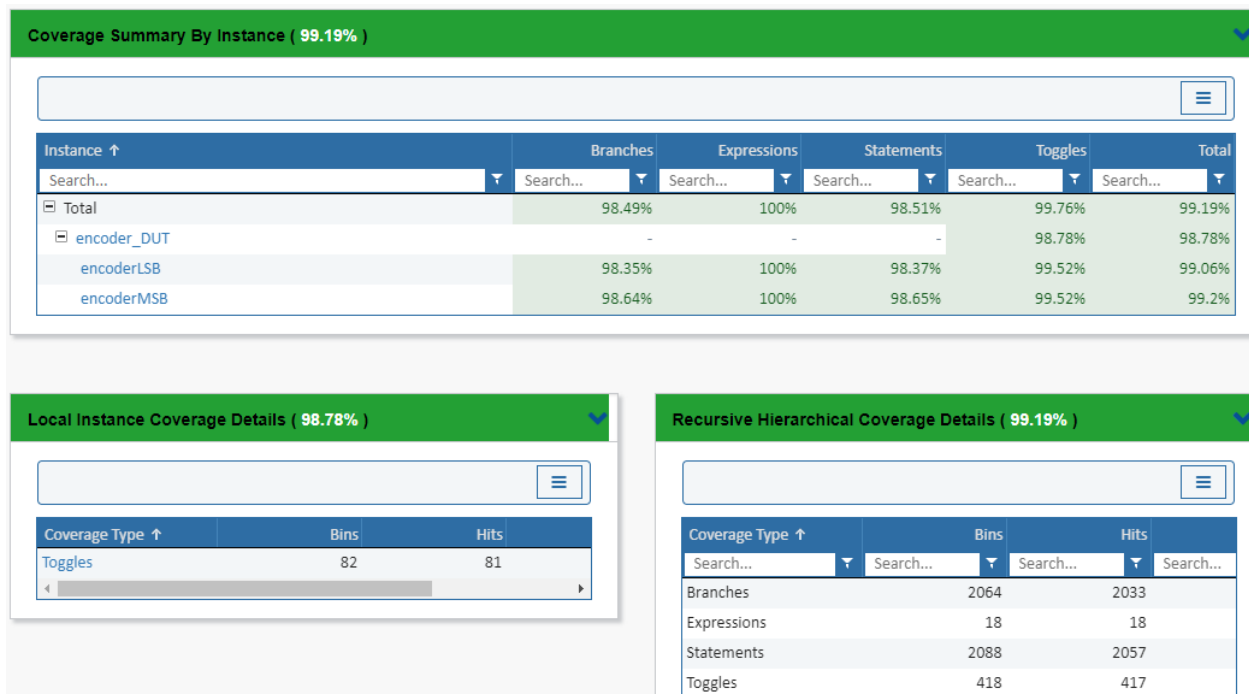 Coverage Summary By Instance ( 99.19% )
Instance ↑ Branches Expressions Statements Toggles Total
Search... Search... Search... Search... Search... Search...
Total 98.49% 100% 98.51% 99.76% 99.19%
encoder_DUT - - - 98.78% 98.78%
encoderLSB 98.35% 100% 98.37% 99.52% 99.06%
encoderMSB 98.64% 100% 98.65% 99.52% 99.2%
Local Instance Coverage Details ( 98.78% )
Coverage Type ↑ Bins Hits
Toggles 82 81
Recursive Hierarchical Coverage Details ( 99.19% )
Coverage Type ↑ Bins Hits
Search... Search... Search... Search...
Branches 2064 2033
Expressions 18 18
Statements 2088 2057
Toggles 418 417